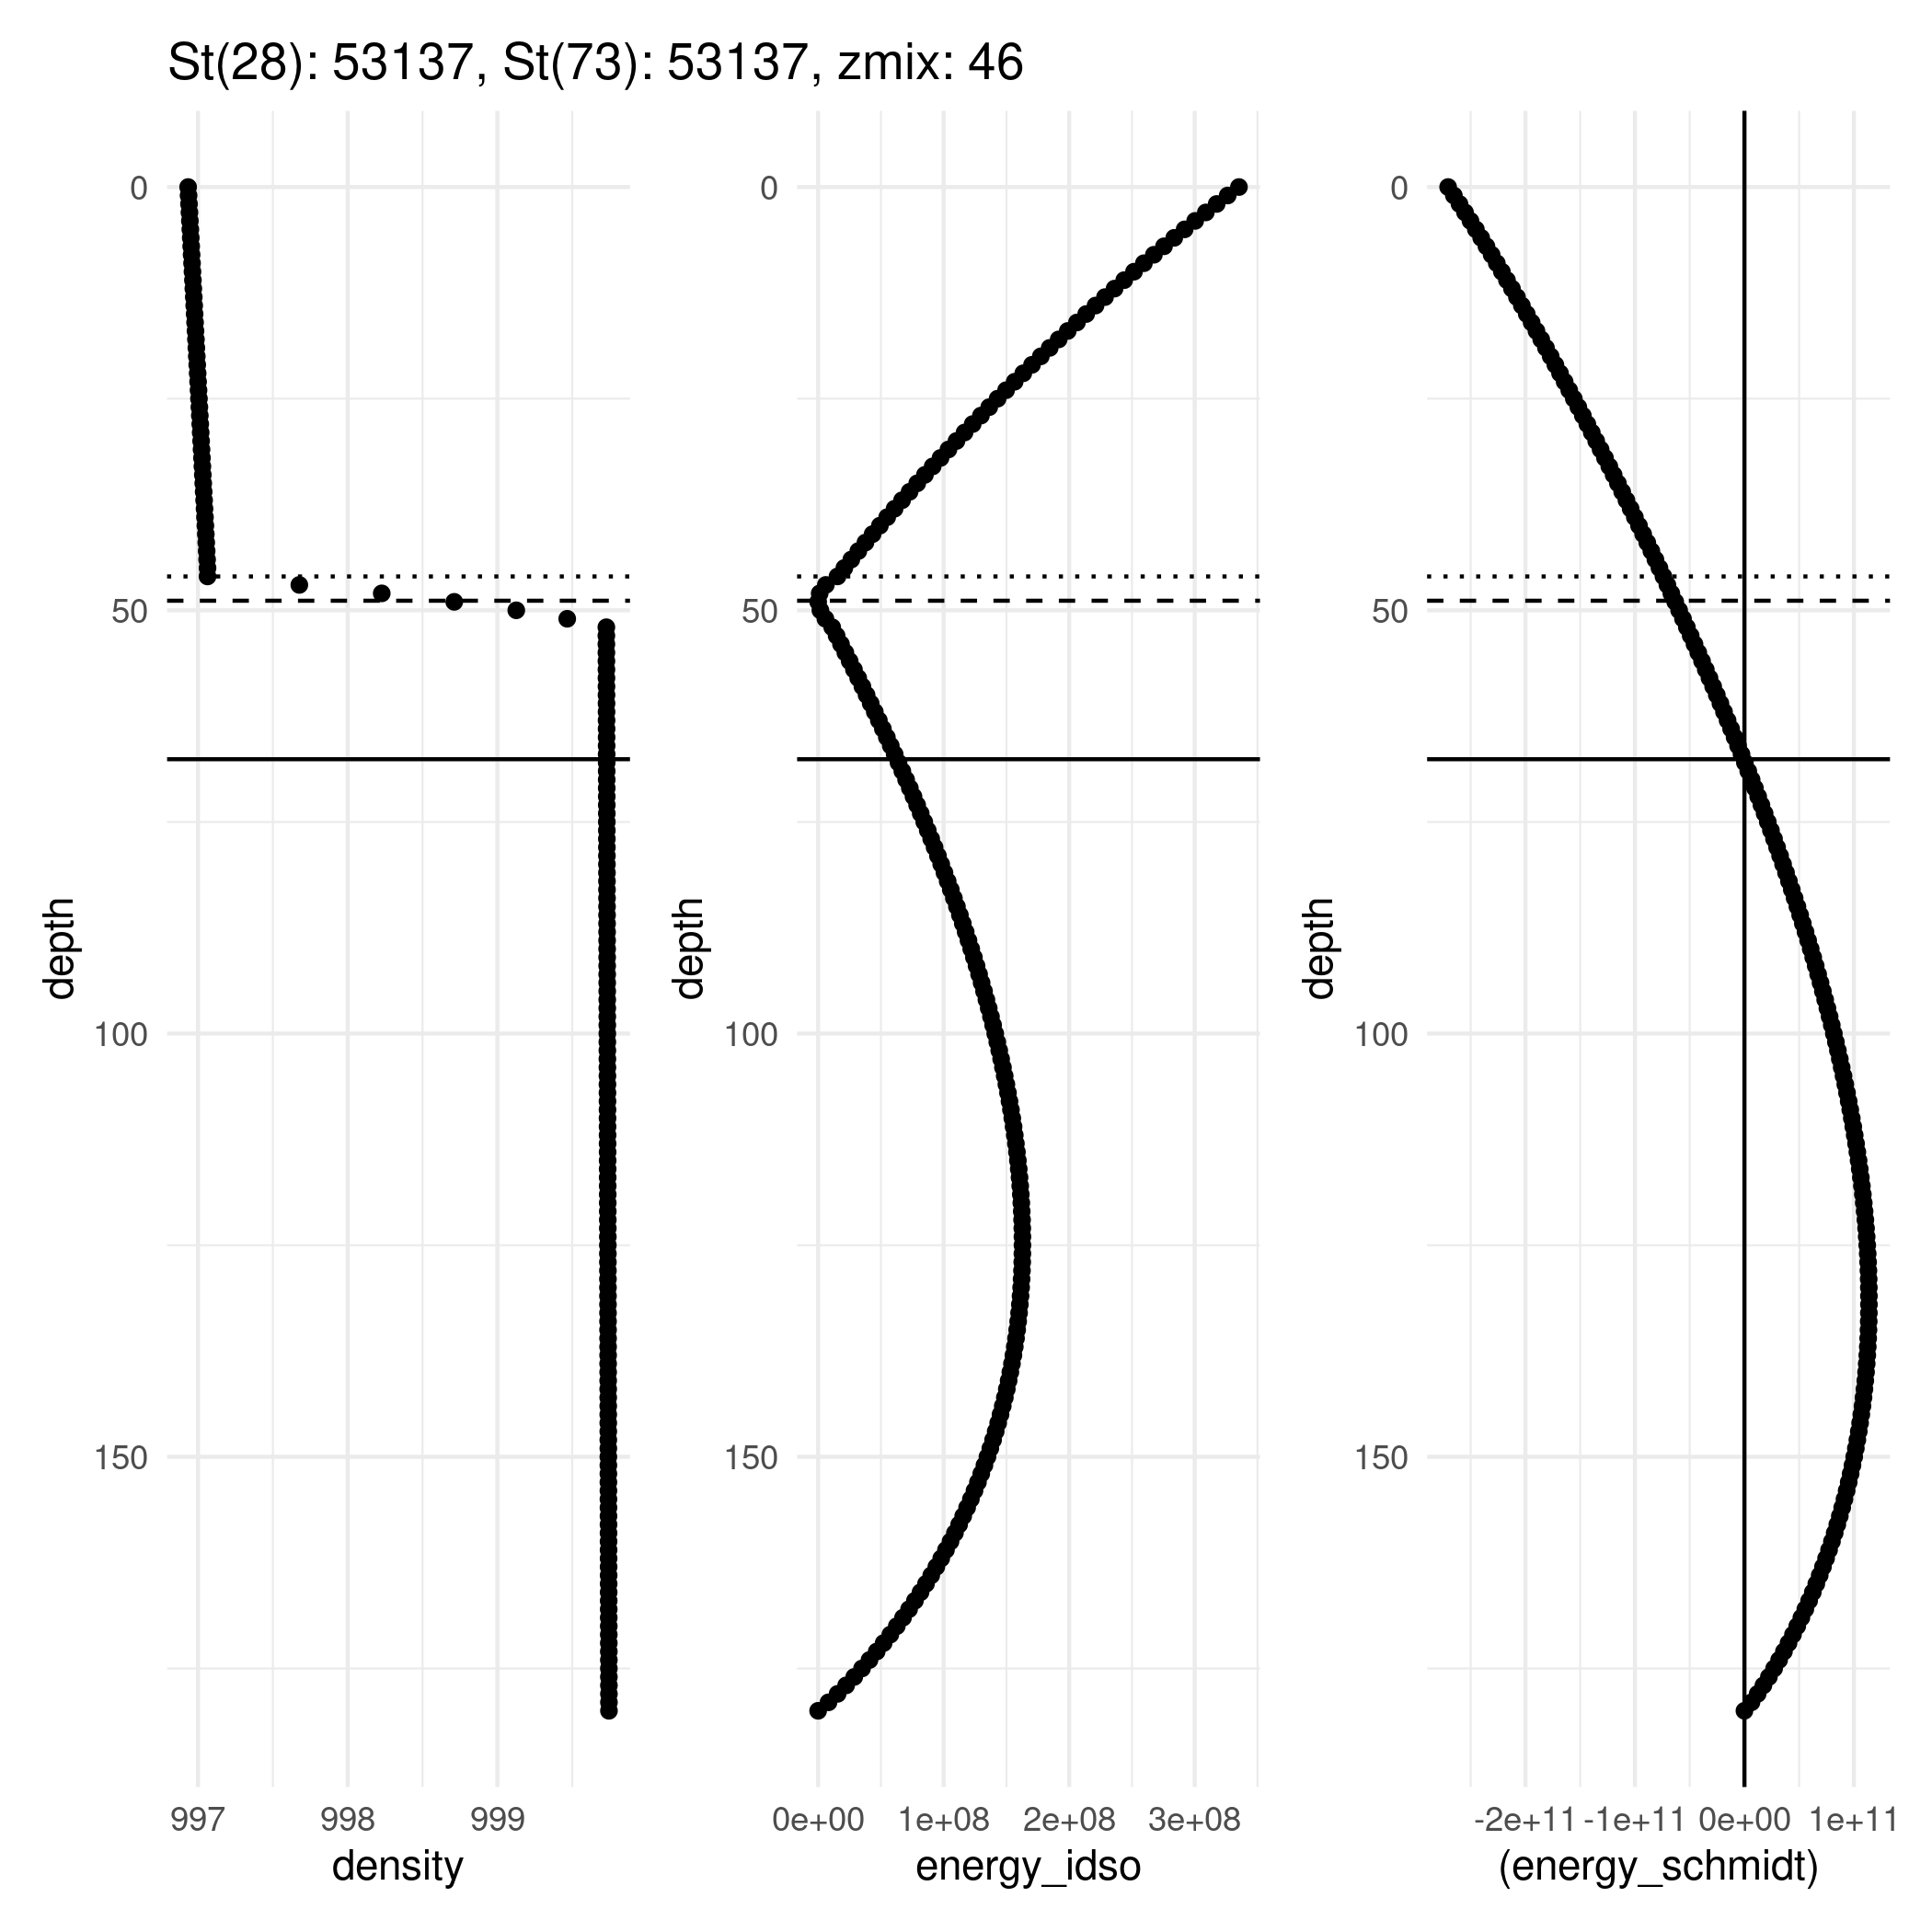 St(28): 53137, St(73): 53137, zmix: 46
0
50
100
150
depth
997
998
999
density
0
50
100
150
depth
0e+00
1e+08
2e+08
3e+08
energy_idso
0
50
100
150
depth
-2e+11
-1e+11
0e+00
1e+11
(energy_schmidt)